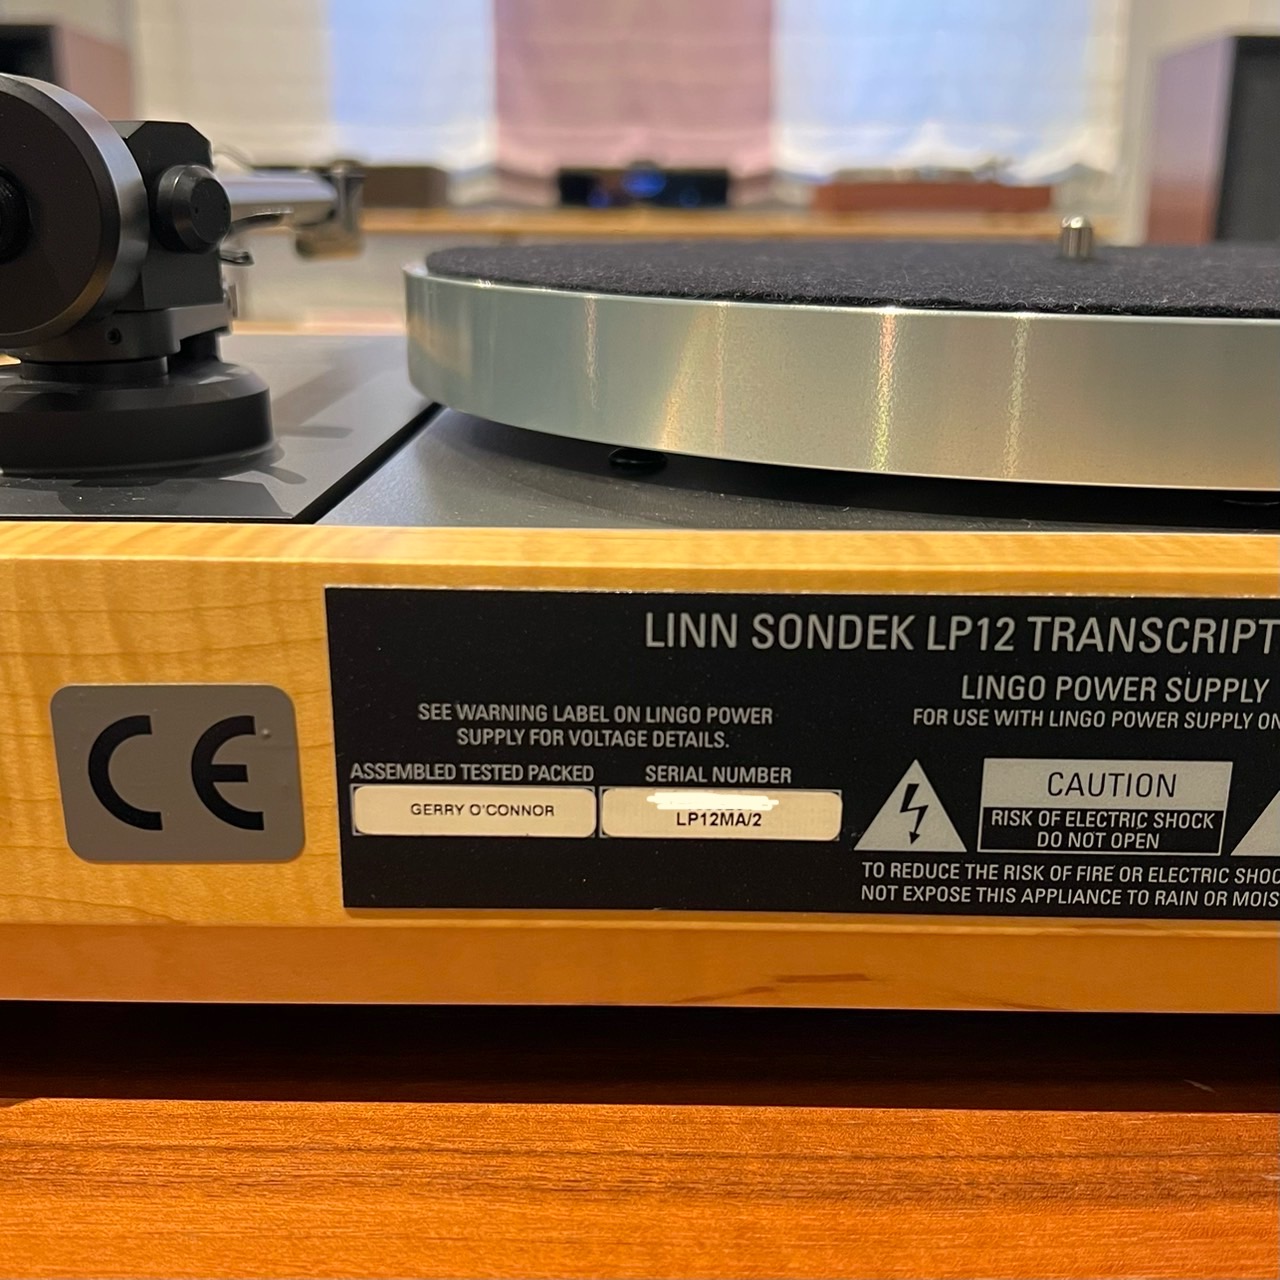 LINN SONDEK LP12 TRANSCRIPT
LINGO POWER SUPPLY
FOR USE WITH LINGO POWER SUPPLY ON
SEE WARNING LABEL ON LINGO POWER
SUPPLY FOR VOLTAGE DETAILS.
ASSEMBLED TESTED PACKED
GERRY O'CONNOR
SERIAL NUMBER
LP12MA/2
CAUTION
RISK OF ELECTRIC SHOCK
DO NOT OPEN
TO REDUCE THE RISK OF FIRE OR ELECTRIC SHOC
NOT EXPOSE THIS APPLIANCE TO RAIN OR MOIS
CE